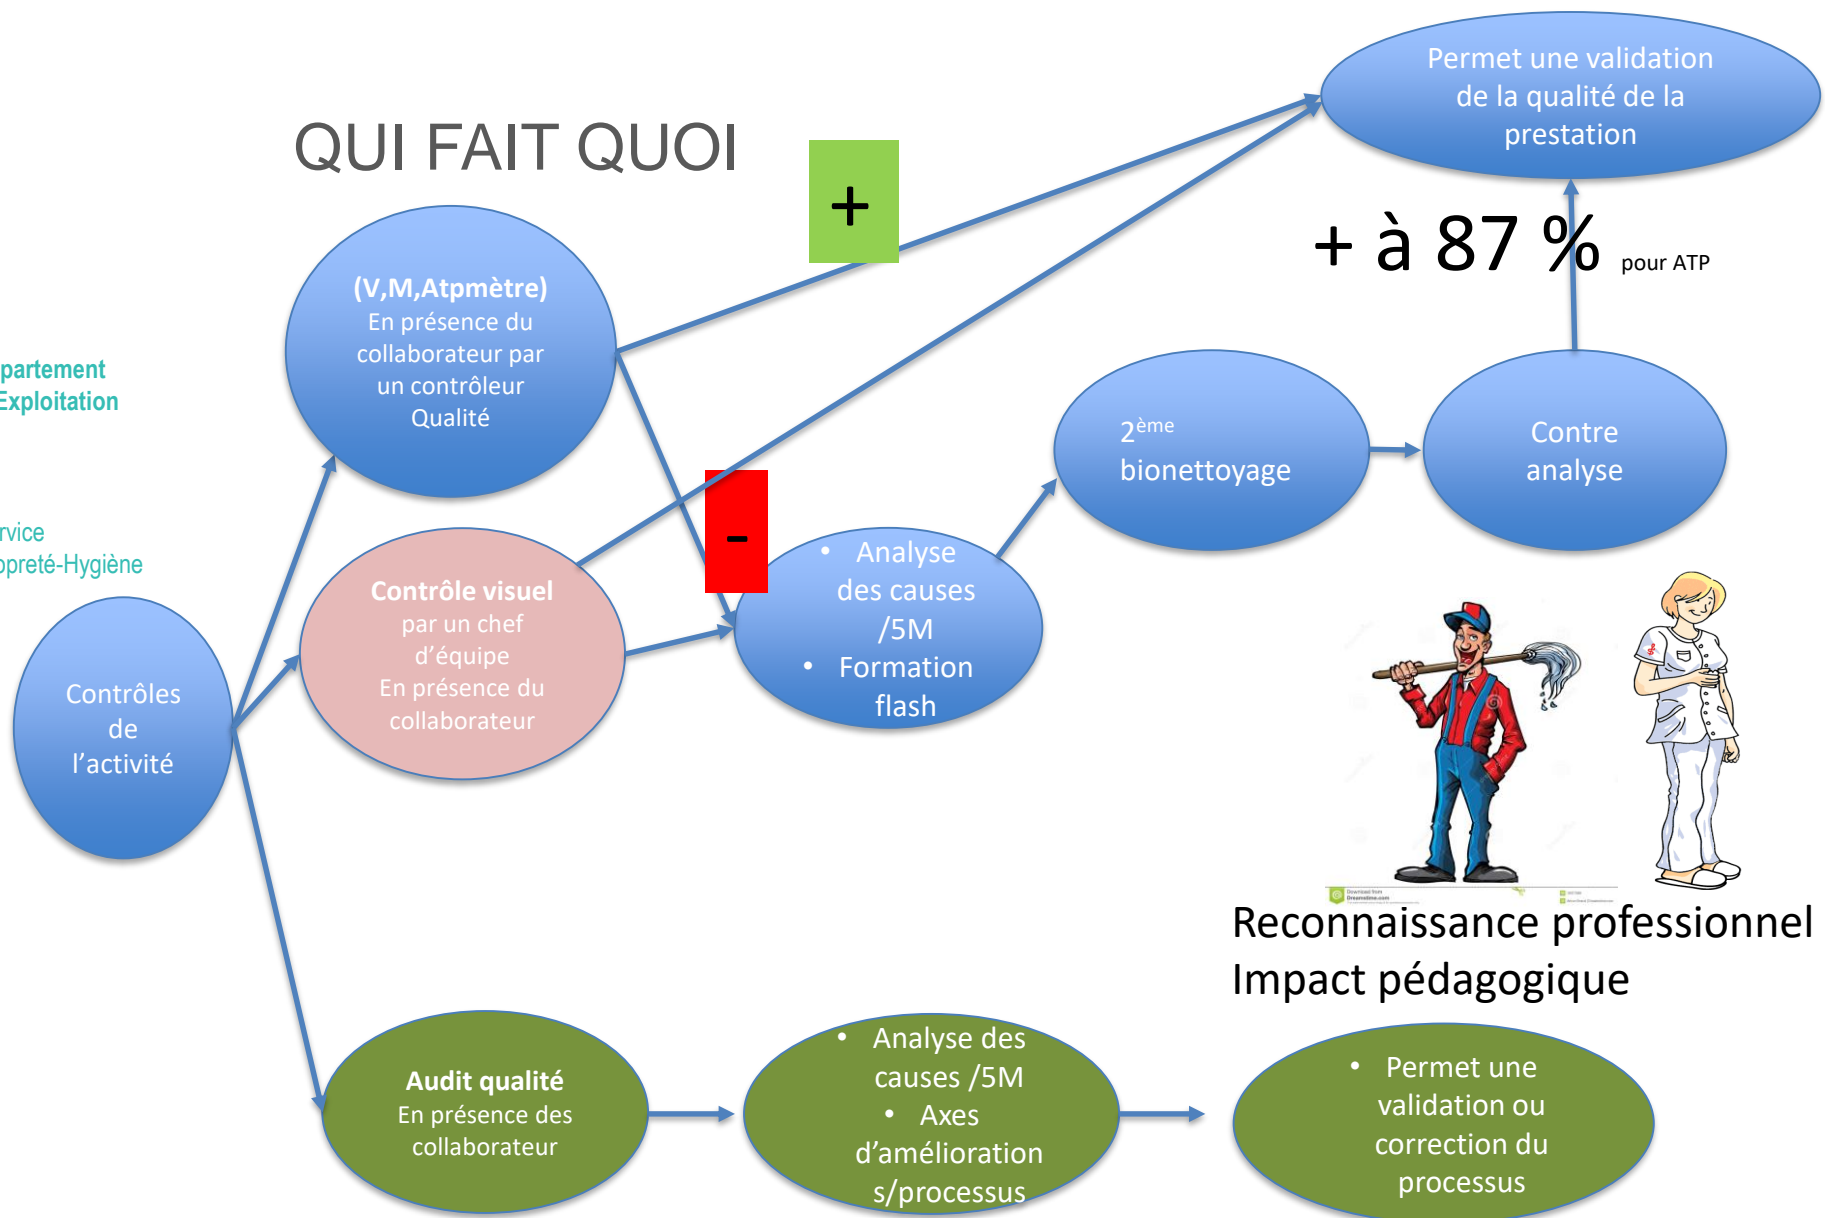 QUI FAIT QUOI
+
Permet une validation
de la qualité de la
prestation
+ à 87 % pour ATP
(V,M,Atpmètre)
En présence du
collaborateur par
un contrôleur
Qualité
partement
Exploitation
2ème
bionettoyage
Contre
analyse
rvice
opreté-Hygiène
-
Contrôle visuel
par un chef
d’équipe
En présence du
collaborateur
• Analyse
des causes
/5M
• Formation
flash
Contrôles
de
l’activité
Download from
Dreamstime.com
Reconnaissance professionnel
Impact pédagogique
Audit qualité
En présence des
collaborateur
• Analyse des
causes /5M
• Axes
d’amélioration
s/processus
• Permet une
validation ou
correction du
processus